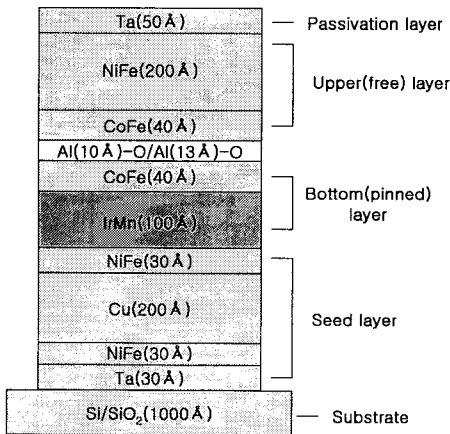 Ta(50Å)
Passivation layer
NiFe(200Å)
Upper(free) layer
CoFe(40Å)
Al(10Å)-O/Al(13Å)-O
CoFe(40Å)
Bottom(pinned)
layer
IrMn(100Å)
NiFe(30Å)
Cu(200Å)
Seed layer
NiFe(30Å)
Ta(30Å)
Si/SiO₂(1000Å)
Substrate